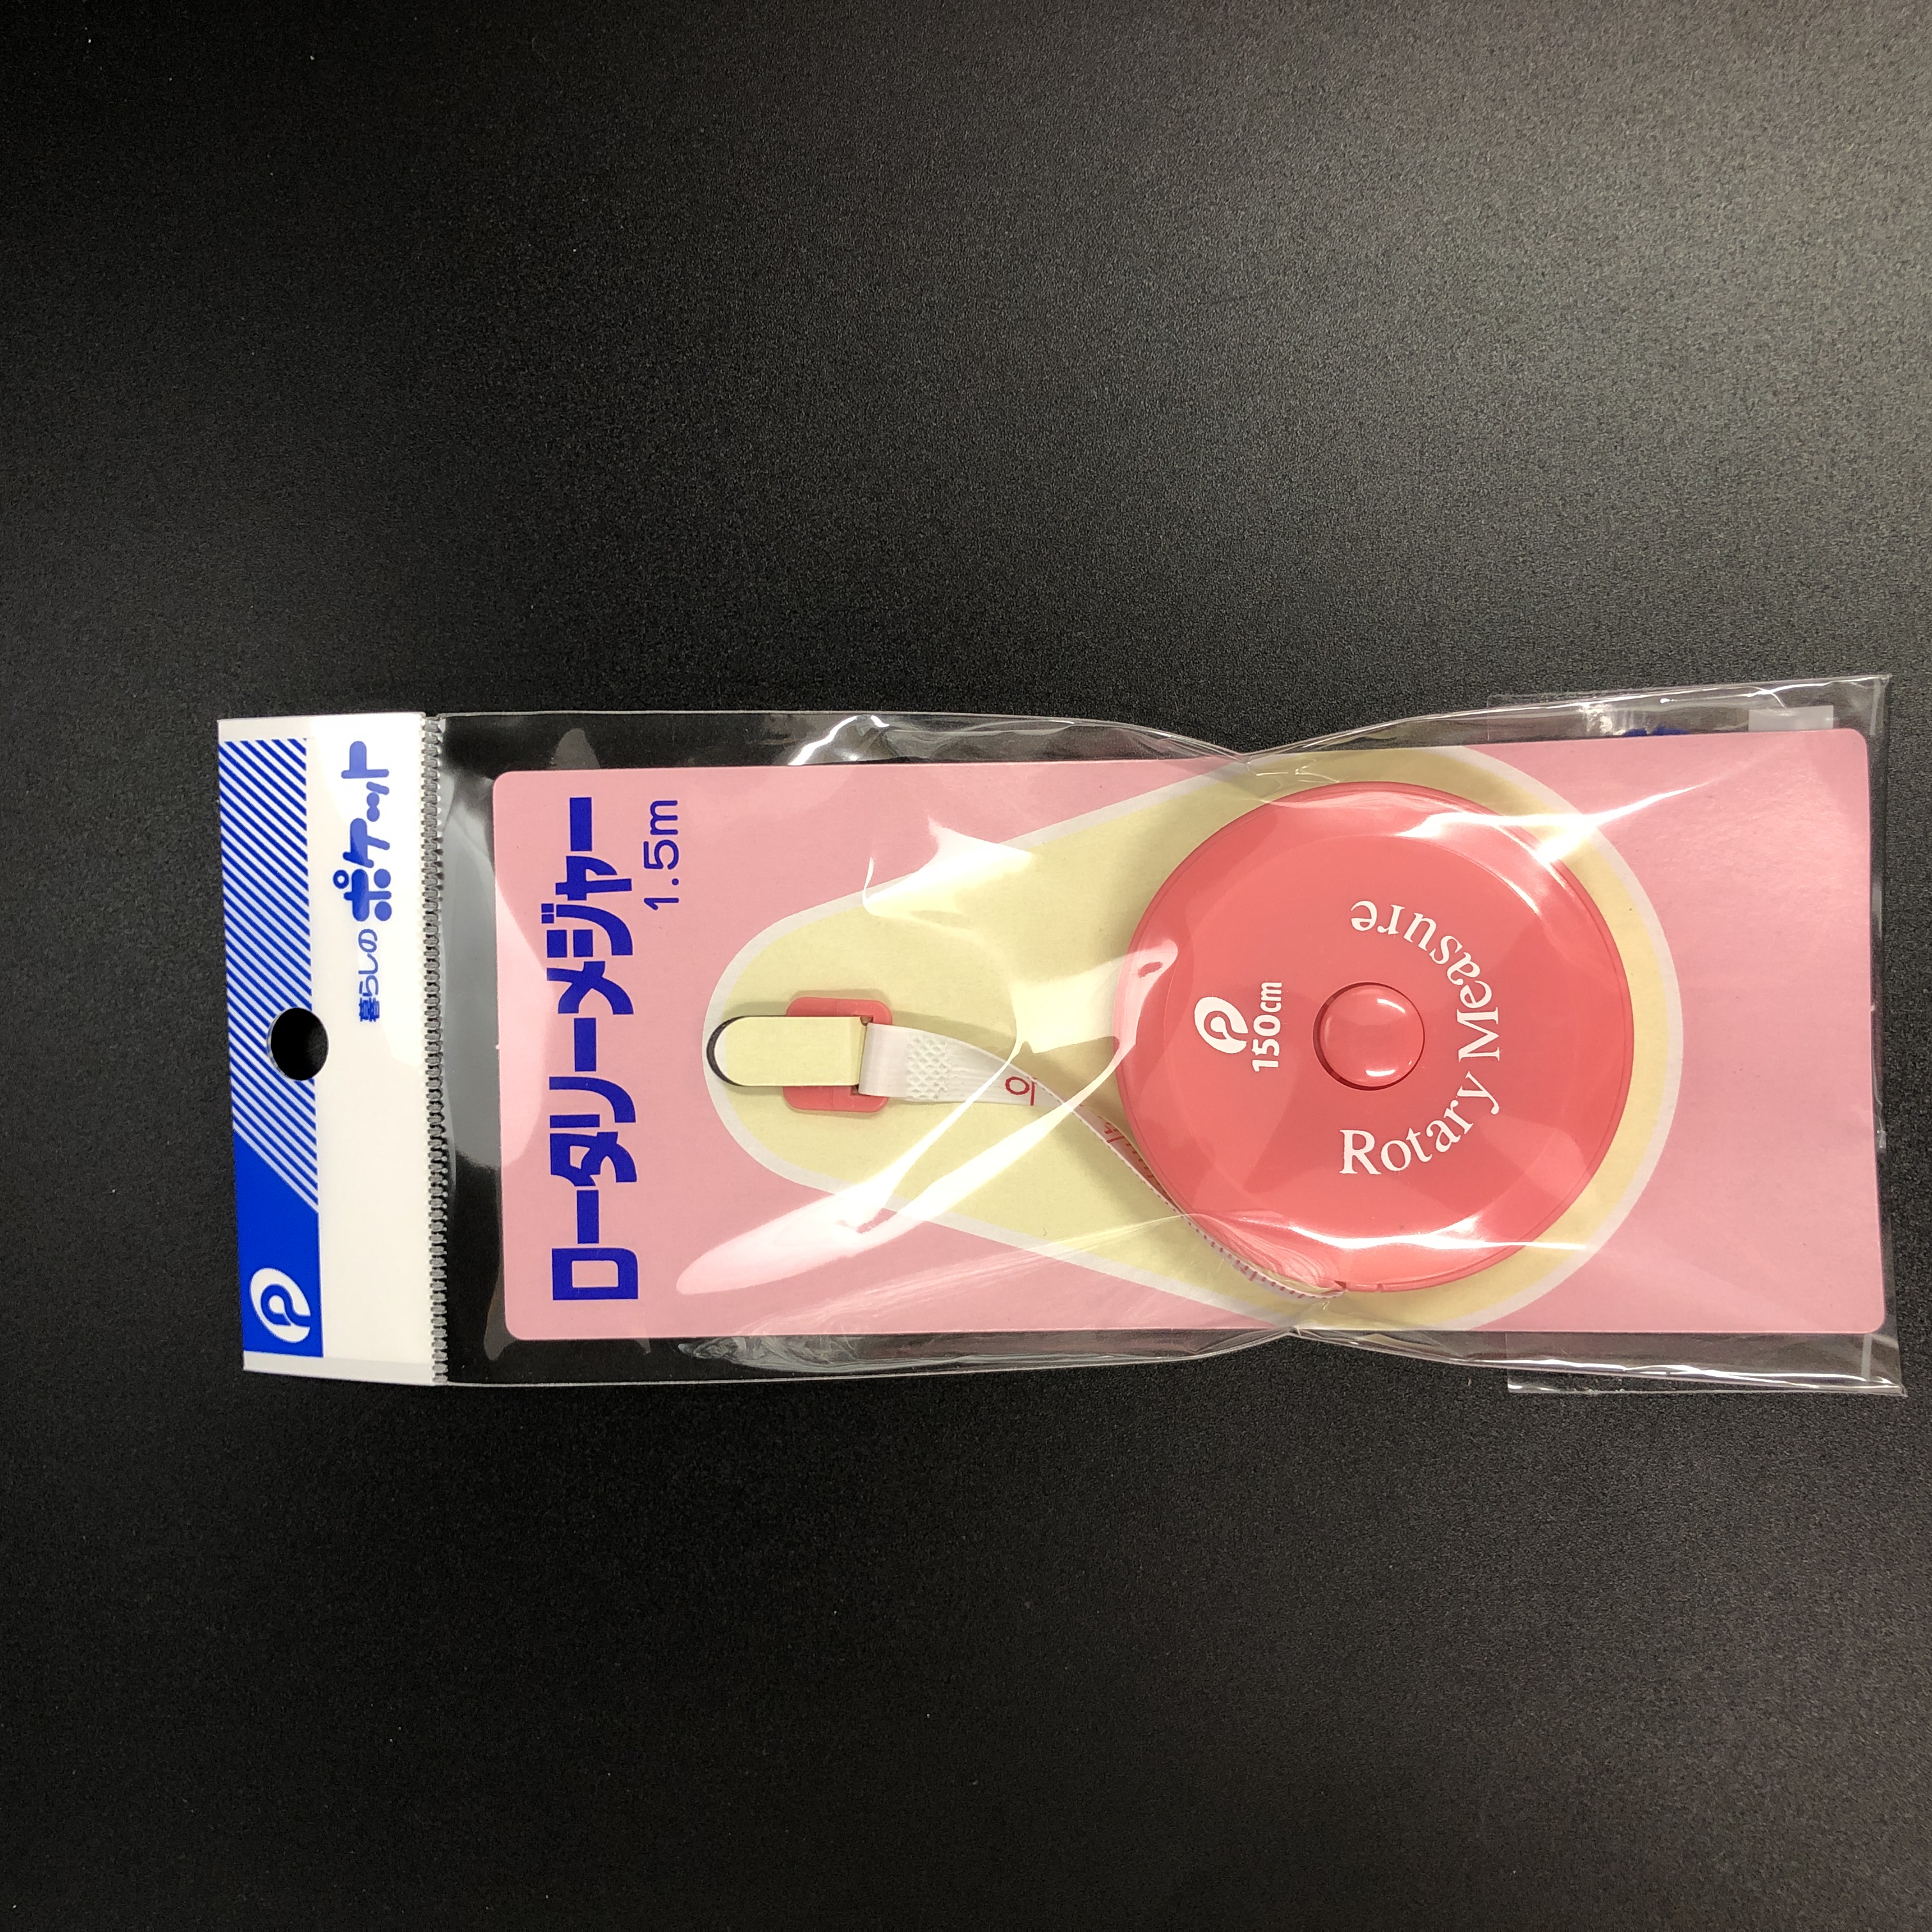 暮らしのポケット
ロータリーメジャー
1.5m
150cm
Rotary Measure